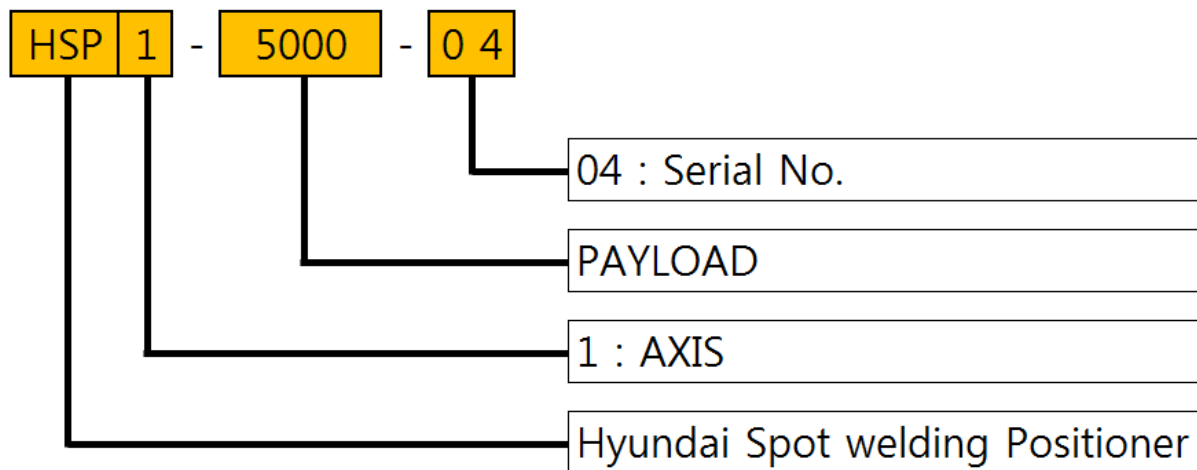 HSP 1 - 5000 - 0 4
04 : Serial No.
PAYLOAD
1 : AXIS
Hyundai Spot welding Positioner